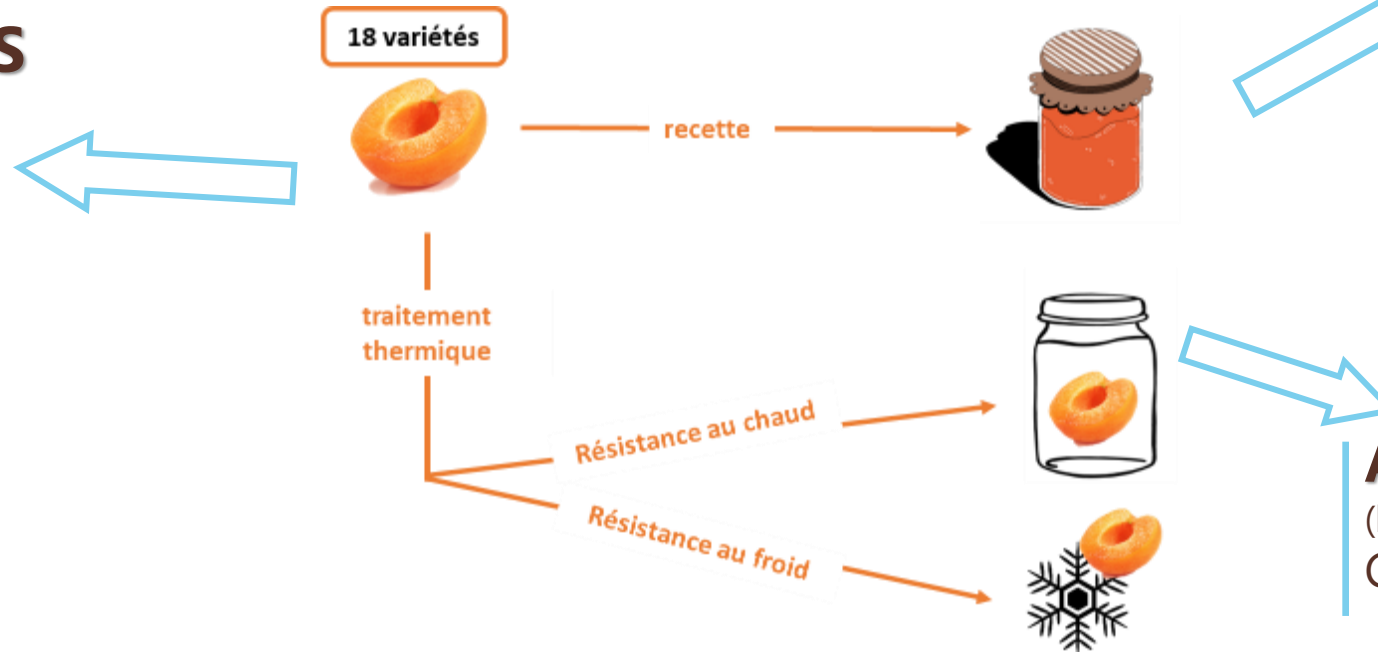 18 variétés
recette
traitement
thermique
Résistance au chaud
Résistance au froid